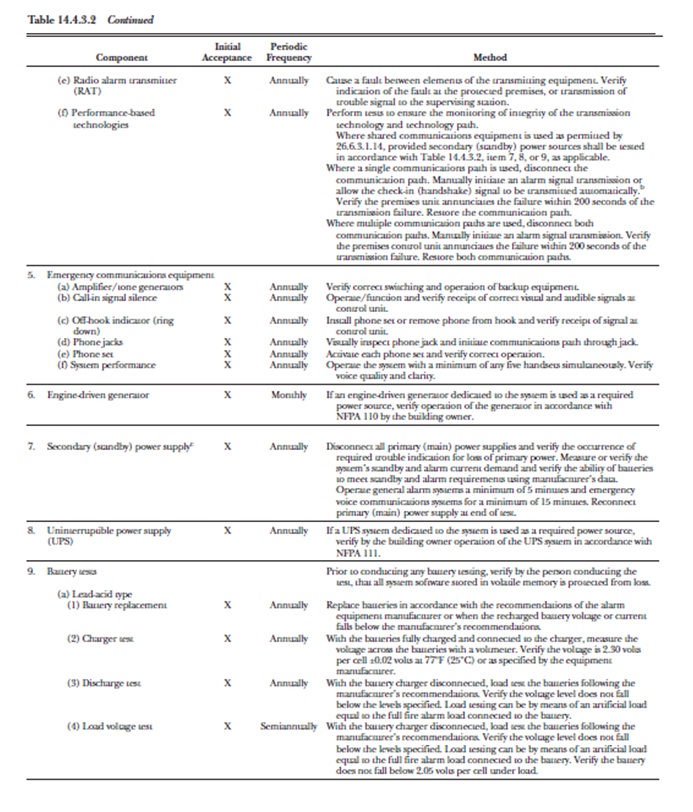 Table 14.4.3.2 Continued
Component
Initial Acceptance
Periodic Frequency
Method
(e) Radio alarm transmitter (RAT) X Annually Cause a fault between elements of the transmitting equipment. Verify
indication of the fault at the protected premises, or transmission of
trouble signal to the supervising station.
(f) Performance-based technologies X Annually Perform tests to ensure the monitoring of integrity of the transmission
technology and technology path.
Where shared communications equipment is used as permitted by
26.6.3.1.14, provided secondary (standby) power sources shall be tested
in accordance with Table 14.4.3.2, item 7, 8, or 9, as applicable.
Where a single communications path is used, disconnect the
communication path. Manually initiate an alarm signal transmission or
allow the check-in (handshake) signal to be transmitted automatically.b
Verify the premises unit annunciates the failure within 200 seconds of the
transmission failure. Restore the communication path.
Where multiple communication paths are used, disconnect both
communication paths. Manually initiate an alarm signal transmission. Verify
the premises control unit annunciates the failure within 200 seconds of the
transmission failure. Restore both communication paths.
5. Emergency communications equipment
(a) Amplifier/tone generators X Annually Verify correct switching and operation of backup equipment.
(b) Call-in signal silence X Annually Operate/function and verify receipt of correct visual and audible signals at
control unit.
(c) Off-hook indicator (ring down) X Annually Install phone set or remove phone from hook and verify receipt of signal at
control unit.
(d) Phone jacks X Annually Visually inspect phone jack and initiate communications path through jack.
(e) Phone set X Annually Activate each phone set and verify correct operation.
(f) System performance X Annually Operate the system with a minimum of any five handsets simultaneously. Verify
voice quality and clarity.
6. Engine-driven generator X Monthly If an engine-driven generator dedicated to the system is used as a required
power source, verify operation of the generator in accordance with
NFPA 110 by the building owner.
7. Secondary (standby) power supplyc X Annually Disconnect all primary (main) power supplies and verify the occurrence of
required trouble indication for loss of primary power. Measure or verify the
system's standby and alarm current demand and verify the ability of batteries
to meet standby and alarm requirements using manufacturer's data.
Operate general alarm systems a minimum of 5 minutes and emergency
voice communications systems for a minimum of 15 minutes. Reconnect
primary (main) power supply at end of test.
8. Uninterruptible power supply (UPS) X Annually If a UPS system dedicated to the system is used as a required power source,
verify by the building owner operation of the UPS system in accordance with
NFPA 111.
9. Battery tests Prior to conducting any battery testing, verify by the person conducting the
test, that all system software stored in volatile memory is protected from loss.
(a) Lead-acid type
(1) Battery replacement X Annually Replace batteries in accordance with the recommendations of the alarm
equipment manufacturer or when the recharged battery voltage or current
falls below the manufacturer's recommendations.
(2) Charger test X Annually With the batteries fully charged and connected to the charger, measure the
voltage across the batteries with a voltmeter. Verify the voltage is 2.30 volts
per cell ±0.02 volts at 77°F (25°C) or as specified by the equipment
manufacturer.
(3) Discharge test X Annually With the battery charger disconnected, load test the batteries following the
manufacturer's recommendations. Verify the voltage level does not fall
below the levels specified. Load testing can be by means of an artificial load
equal to the full fire alarm load connected to the battery.
(4) Load voltage test X Semiannually With the battery charger disconnected, load test the batteries following the
manufacturer's recommendations. Verify the voltage level does not fall
below the levels specified. Load testing can be by means of an artificial load
equal to the full fire alarm load connected to the battery. Verify the battery
does not fall below 2.05 volts per cell under load.